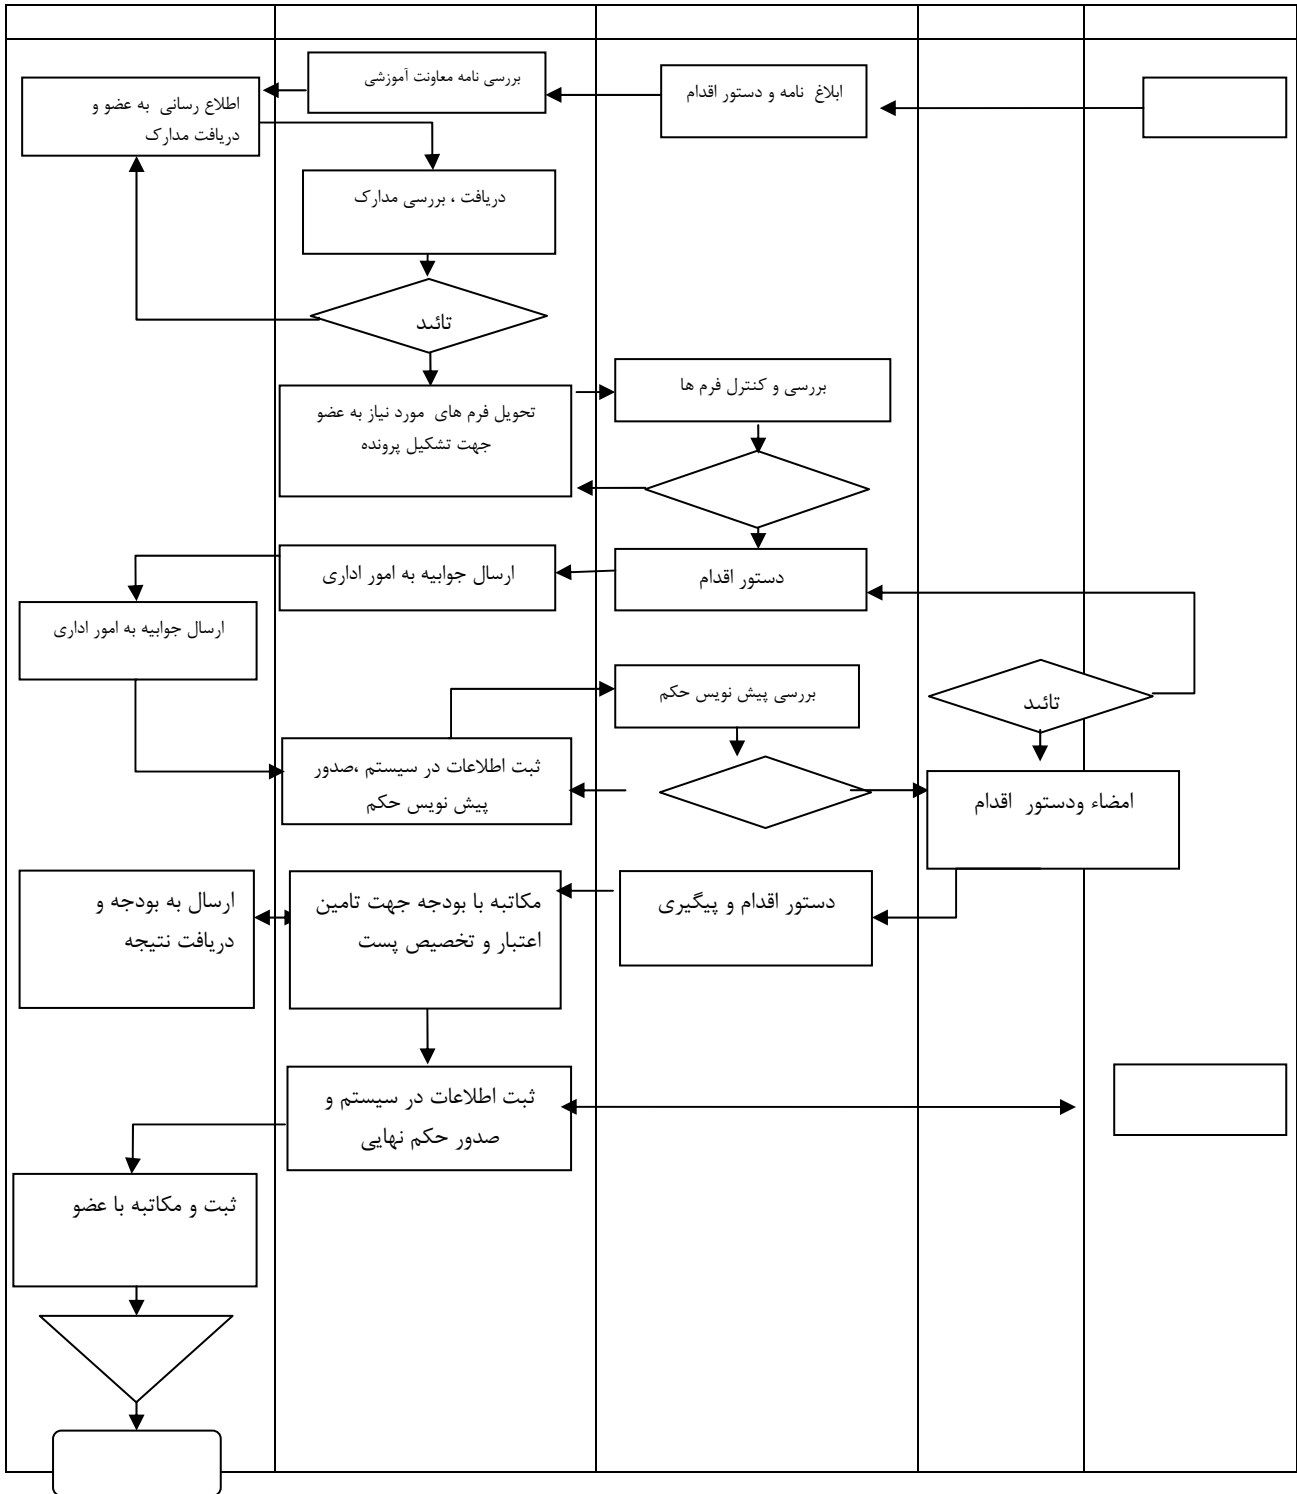 ابلاغ نامه و دستور اقدام
بررسی نامه معاونت آموزشی
اطلاع رسانی به عضو و
دریافت مدارک
دریافت ، بررسی مدارک
تائید
بررسی و کنترل فرم ها
تحویل فرم های مورد نیاز به عضو
جهت تشکیل پرونده
دستور اقدام
ارسال جوابیه به امور اداری
ارسال جوابیه به امور اداری
بررسی پیش نویس حکم
تائید
ثبت اطلاعات در سیستم ،صدور
پیش نویس حکم
امضاء ودستور اقدام
دستور اقدام و پیگیری
مکاتبه با بودجه جهت تامین
اعتبار و تخصیص پست
ارسال به بودجه و
دریافت نتیجه
ثبت اطلاعات در سیستم و
صدور حکم نهایی
ثبت و مکاتبه با عضو